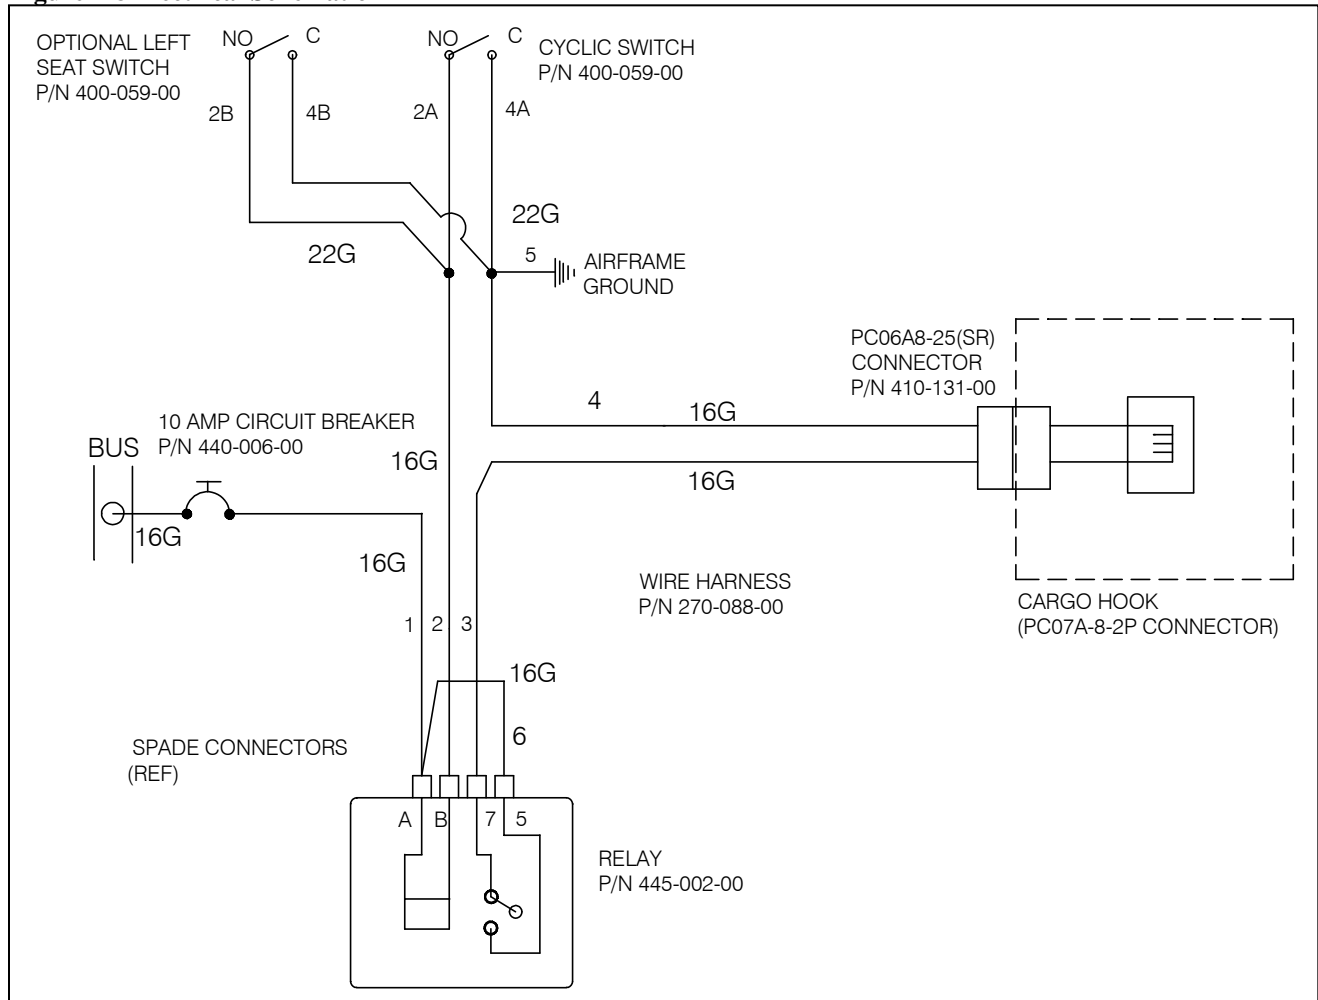 OPTIONAL LEFT
SEAT SWITCH
P/N 400-059-00
NO
C
NO
C
CYCLIC SWITCH
P/N 400-059-00
2B
4B
2A
4A
22G
22G
5
AIRFRAME
GROUND
PC06A8-25(SR)
CONNECTOR
P/N 410-131-00
4
16G
10 AMP CIRCUIT BREAKER
P/N 440-006-00
BUS
16G
16G
16G
16G
WIRE HARNESS
P/N 270-088-00
CARGO HOOK
(PC07A-8-2P CONNECTOR)
1
2
3
16G
6
SPADE CONNECTORS
(REF)
A
B
7
5
RELAY
P/N 445-002-00